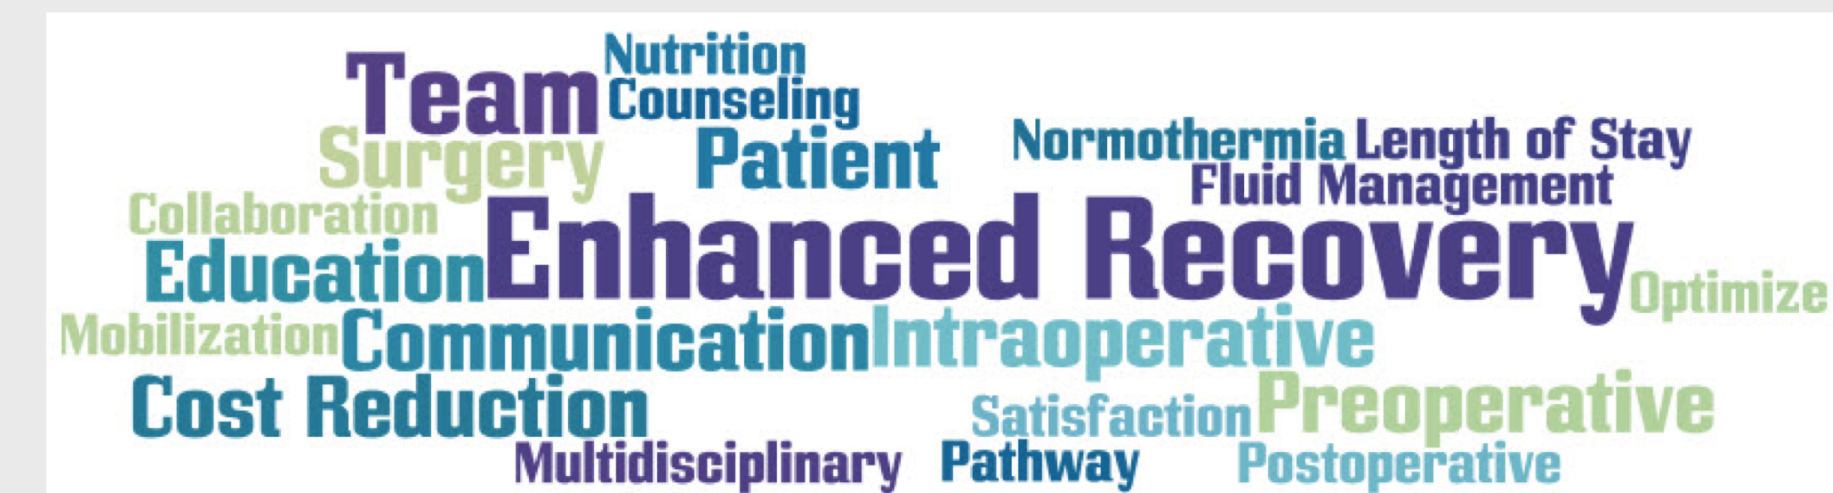 Nutrition
Team
Counseling
Normothermia Length of Stay
Surgery
Patient
Fluid Management
Collaboration
Enhanced Recovery
Education
Optimize
Mobilization
Communication
Intraoperative
Cost Reduction
Satisfaction
Preoperative
Multidisciplinary
Pathway
Postoperative